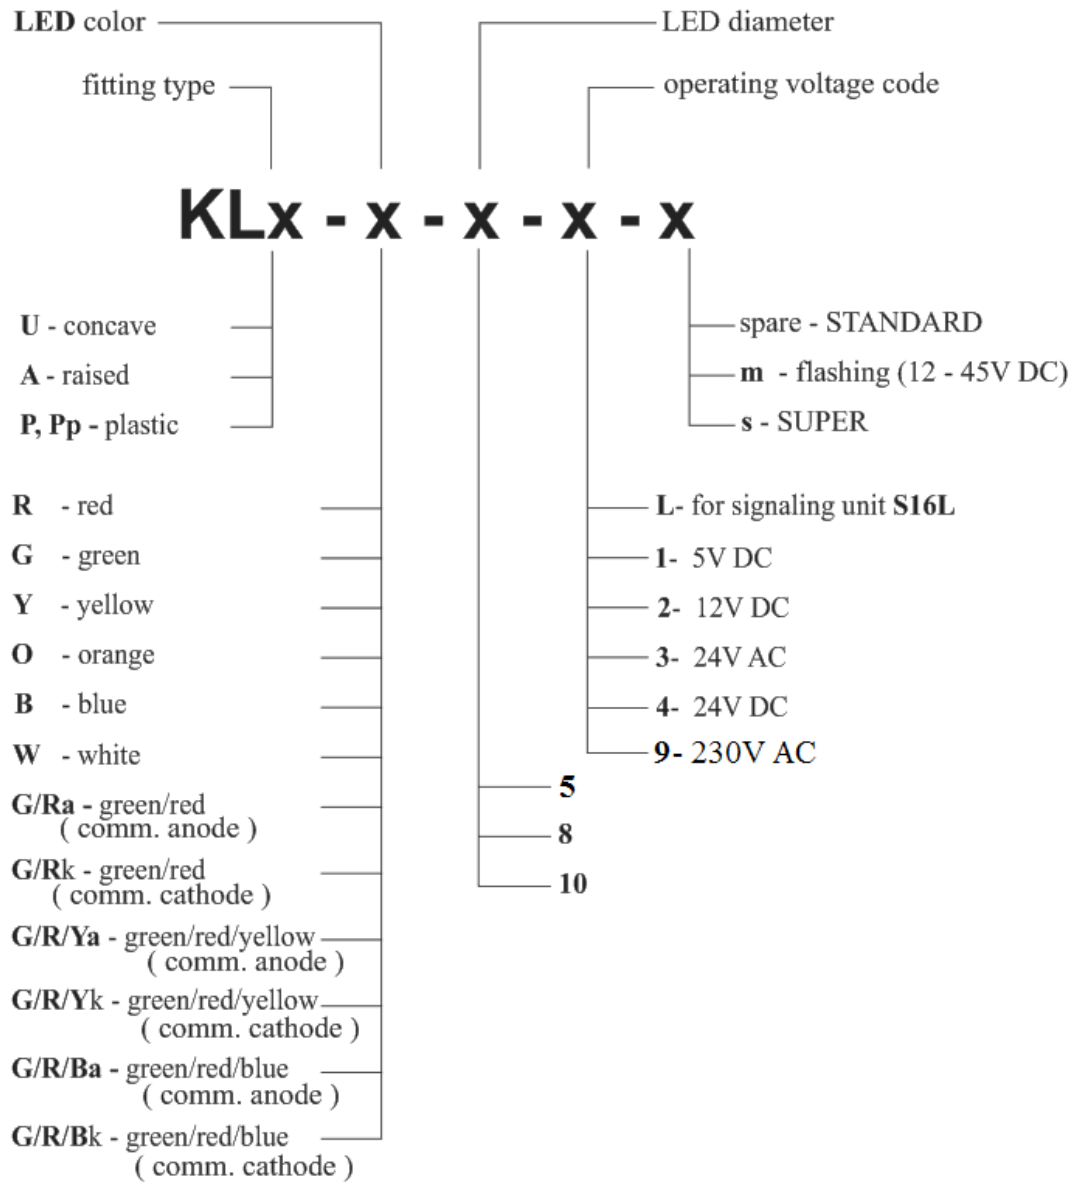 LED color
LED diameter
fitting type
operating voltage code
KLx - x - x - x - x
U - concave
A - raised
P, Pp - plastic
spare - STANDARD
m - flashing (12 - 45V DC)
s - SUPER
R - red
G - green
Y - yellow
O - orange
B - blue
W - white
G/Ra - green/red
( comm. anode )
G/Rk - green/red
( comm. cathode )
G/R/Ya - green/red/yellow
( comm. anode )
G/R/Yk - green/red/yellow
( comm. cathode )
G/R/Ba - green/red/blue
( comm. anode )
G/R/Bk - green/red/blue
( comm. cathode )
5
8
10
L- for signaling unit S16L
1- 5V DC
2- 12V DC
3- 24V AC
4- 24V DC
9- 230V AC